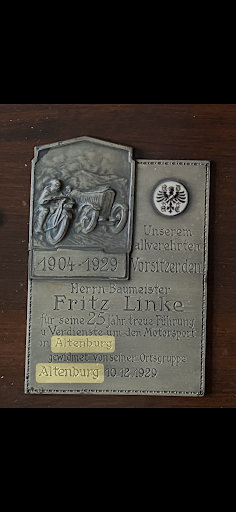 1904-1929
Unserem
allverehrten
Vorsitzenden
Herrn Baumeister
Fritz Linke
für seine 25 jähr. treue Führung
u. Verdienste um den Motorsport
in Altenburg
gewidmet von seiner Ortsgruppe
Altenburg 10.12.1929.